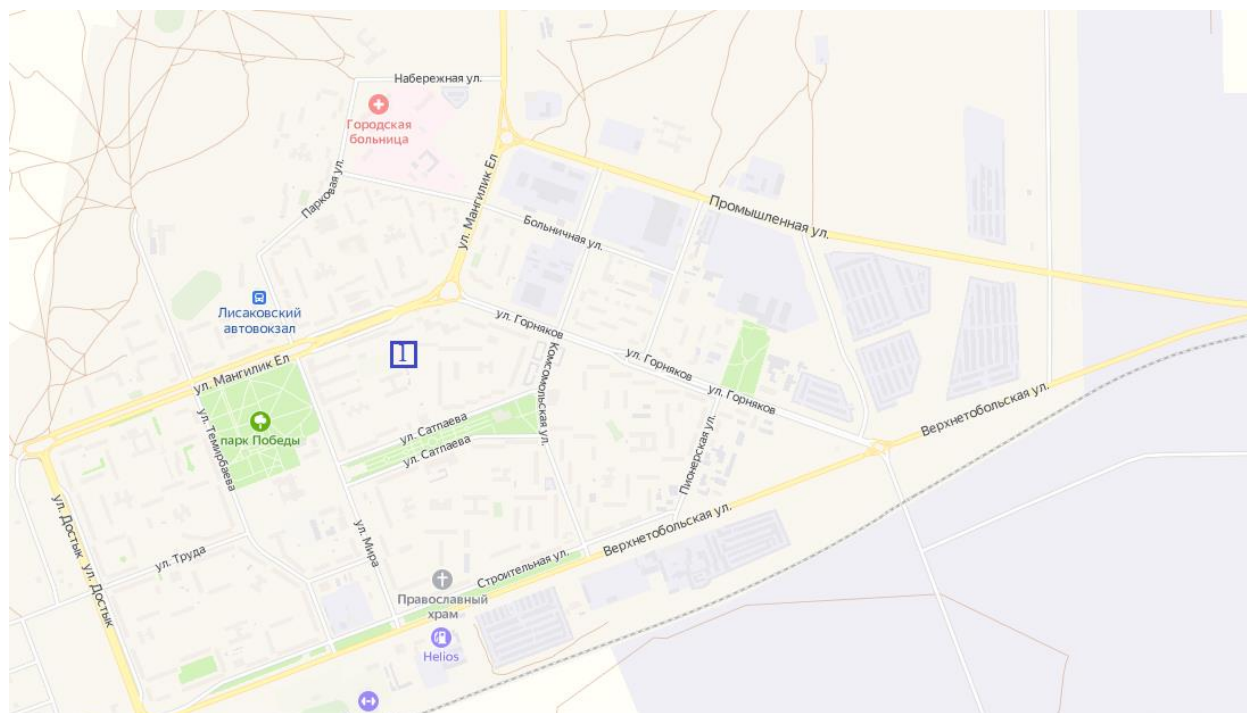 Набережная ул.
Городская
больница
Парковая ул.
ул. Мангилик Ел
Промышленная ул.
Больничная ул.
Лисаковский
автовокзал
ул. Горняков
1
Комсомольская ул.
ул. Горняков
ул. Мангилик Ел
ул. Горняков
Верхнетобольская ул.
ул. Темирбаева
парк Победы
ул. Сатпаева
ул. Сатпаева
Пионерская ул.
ул. Достык
ул. Мира
Верхнетобольская ул.
ул. Труда
ул. Достык
Строительная ул.
Православный
храм
Helios